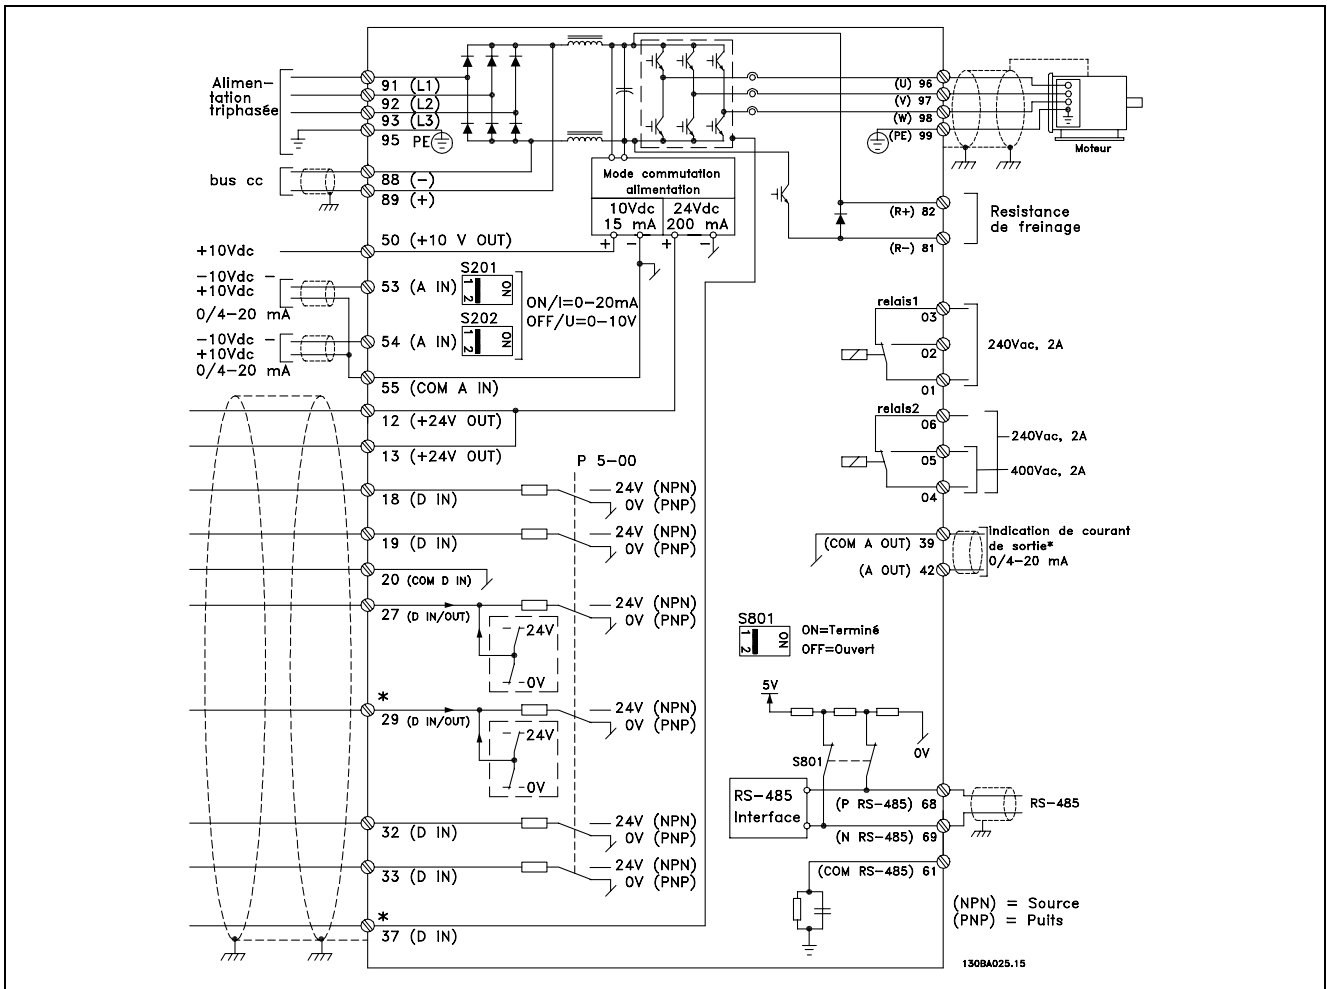 Alimen-
tation
triphasée
91 (L1)
92 (L2)
93 (L3)
95 PE
bus cc
88 (-)
89 (+)
+10Vdc
50 (+10 V OUT)
-10Vdc -
+10Vdc
0/4-20 mA
53 (A IN)
S201
1 2
ON
ON/I=0-20mA
OFF/U=0-10V
-10Vdc -
+10Vdc
0/4-20 mA
54 (A IN)
S202
1 2
ON
55 (COM A IN)
12 (+24V OUT)
13 (+24V OUT)
P 5-00
18 (D IN)
24V (NPN)
0V (PNP)
19 (D IN)
24V (NPN)
0V (PNP)
20 (COM D IN)
27 (D IN/OUT)
24V (NPN)
0V (PNP)
24V
0V
*
29 (D IN/OUT)
24V (NPN)
0V (PNP)
24V
0V
32 (D IN)
24V (NPN)
0V (PNP)
33 (D IN)
24V (NPN)
0V (PNP)
*
37 (D IN)
Mode commutation
alimentation
10Vdc
15 mA
24Vdc
200 mA
+ - + -
(U) 96
(V) 97
(W) 98
(PE) 99
Moteur
(R+) 82
(R-) 81
Resistance
de freinage
relais1
03
02
01
240Vac, 2A
relais2
06
05
04
240Vac, 2A
400Vac, 2A
(COM A OUT) 39
(A OUT) 42
indication de courant
de sortie*
0/4-20 mA
S801
1 2
ON
ON=Terminé
OFF=Ouvert
5V
0V
S801
RS-485
Interface
(P RS-485) 68
(N RS-485) 69
RS-485
(COM RS-485) 61
(NPN) = Source
(PNP) = Puits
130BA025.15